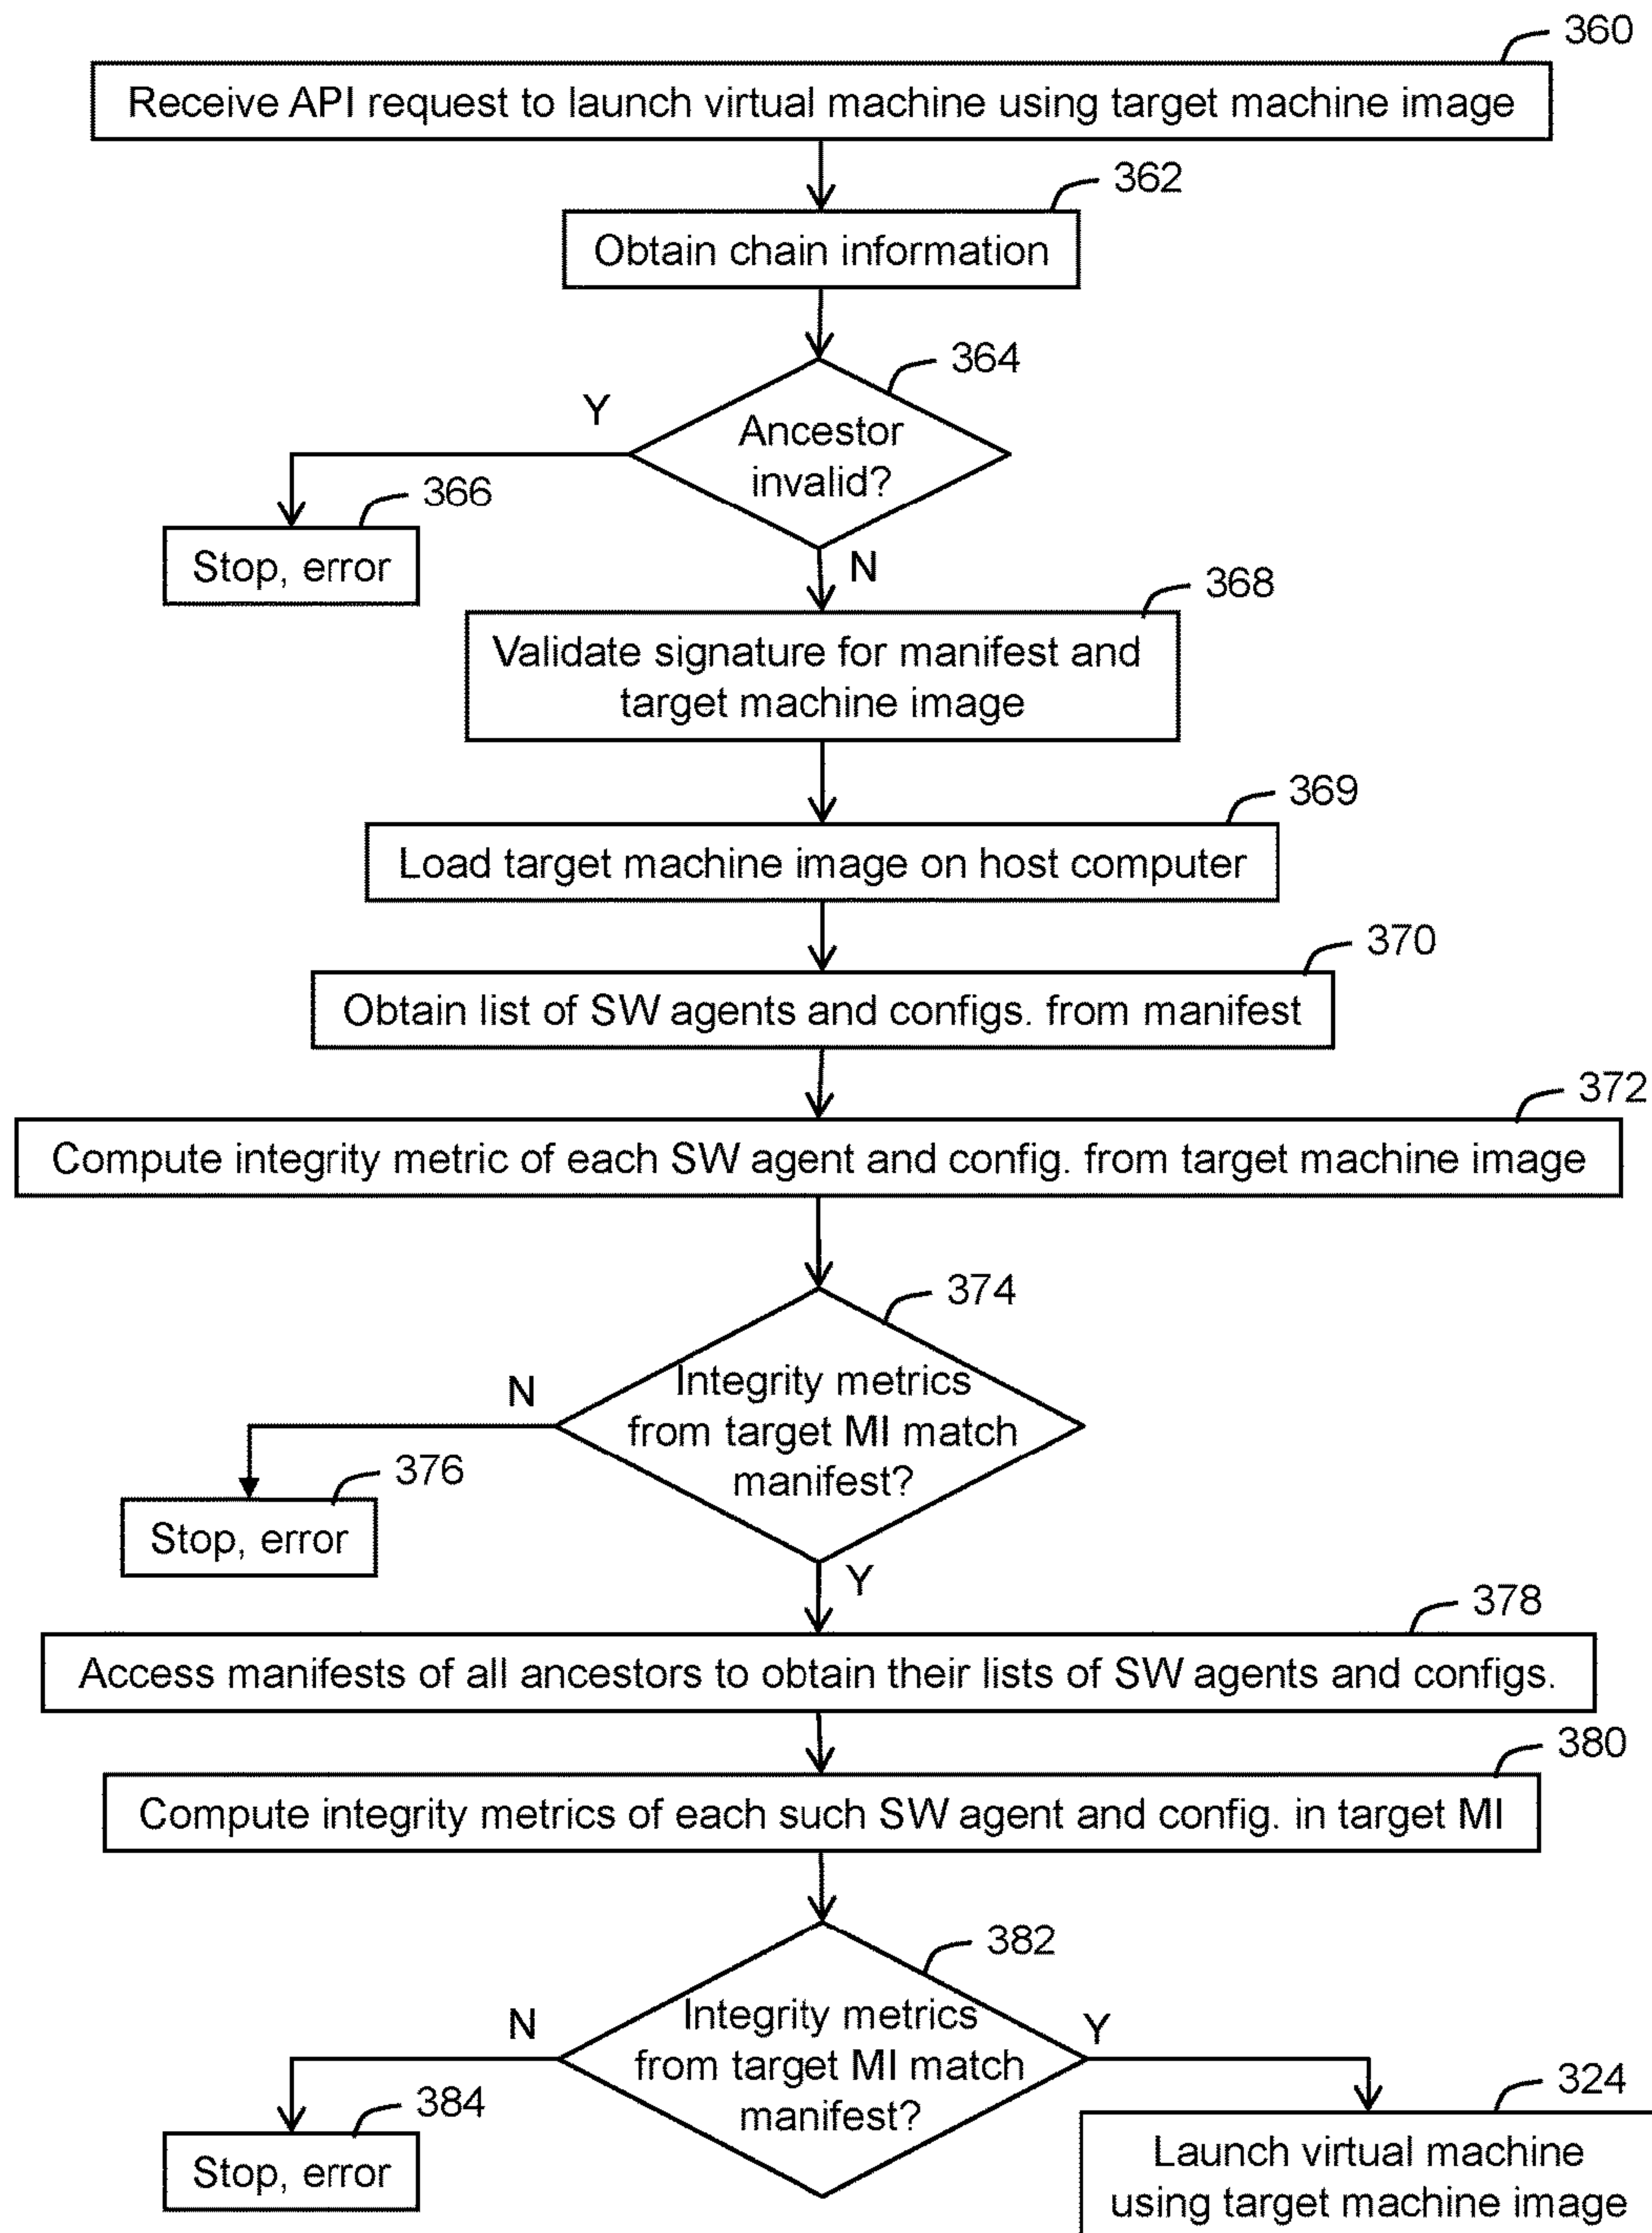 360
Receive API request to launch virtual machine using target machine image
362
Obtain chain information
364
Y
Ancestor
invalid?
366
Stop, error
N
368
Validate signature for manifest and
target machine image
369
Load target machine image on host computer
370
Obtain list of SW agents and configs. from manifest
372
Compute integrity metric of each SW agent and config. from target machine image
374
N
Integrity metrics
from target MI match
manifest?
376
Stop, error
Y
378
Access manifests of all ancestors to obtain their lists of SW agents and configs.
380
Compute integrity metrics of each such SW agent and config. in target MI
382
N
Integrity metrics
from target MI match
manifest?
Y
384
Stop, error
324
Launch virtual machine
using target machine image